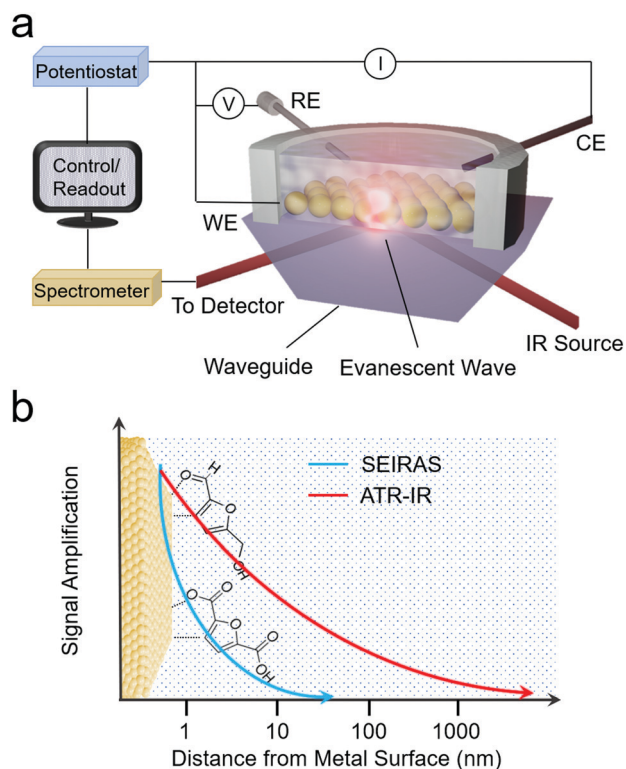 a
Potentiostat
I
V
RE
CE
Control/
Readout
WE
Spectrometer
To Detector
IR Source
Waveguide
Evanescent Wave
b
SEIRAS
ATR-IR
O
H
O
OH
O
O
O
O
OH
Signal Amplification
1
10
100
1000
Distance from Metal Surface (nm)